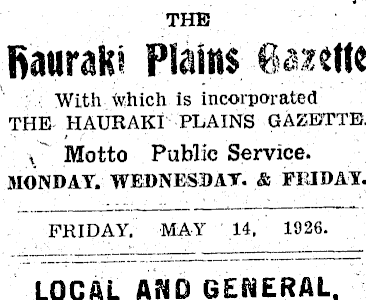 THE
Hauraki Plains Gazette
With which is incorporated
THE HAURAKI PLAINS GAZETTE.
Motto Public Service.
MONDAY. WEDNESDAY. & FRIDAY.
FRIDAY. MAY 14, 1926.
LOCAL AND GENERAL.